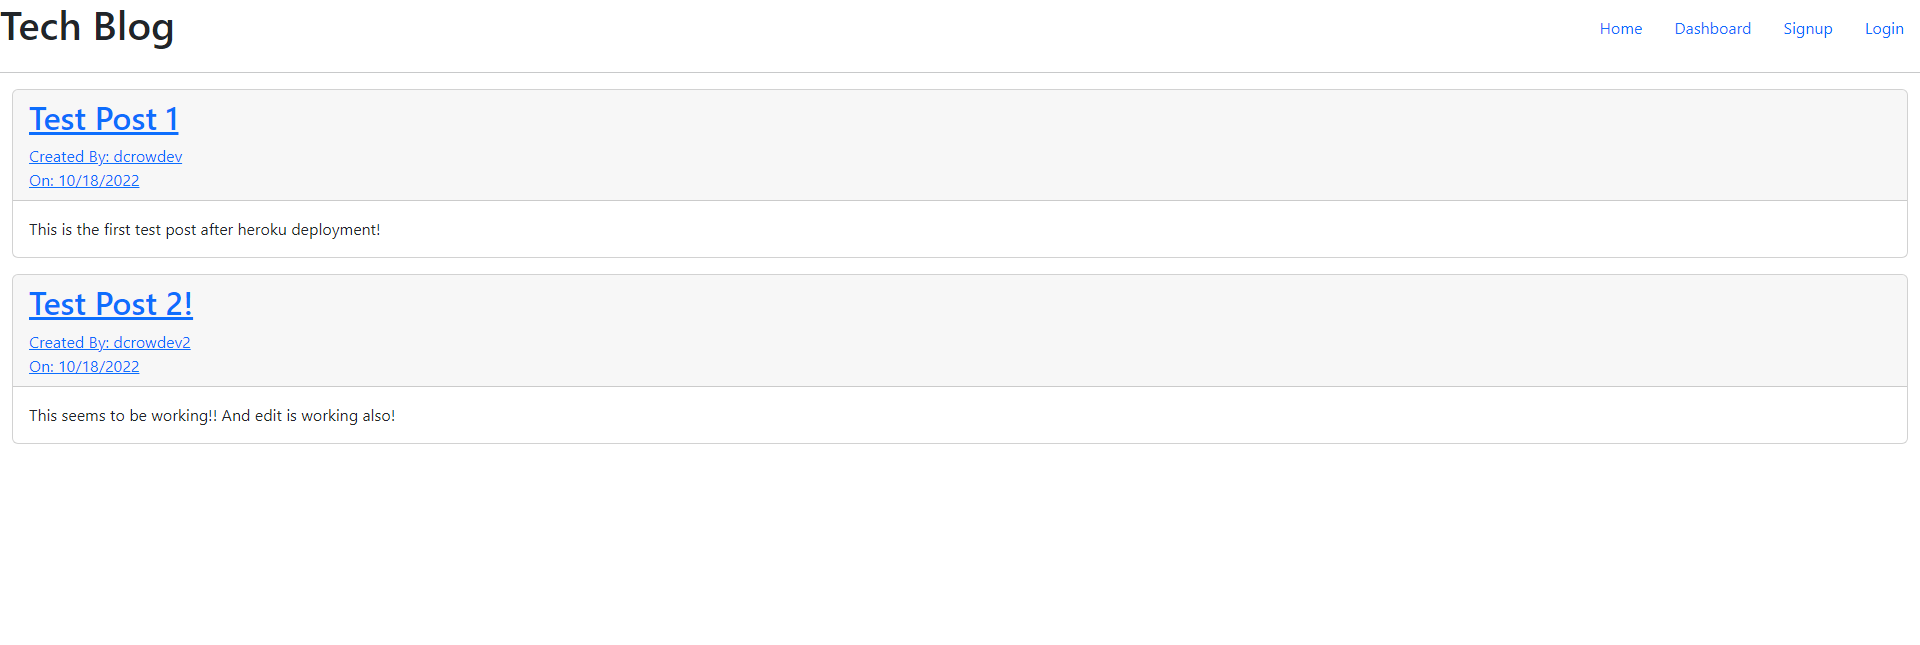 Tech Blog
Home Dashboard Signup Login
Test Post 1
Created By: dcrowdev
On: 10/18/2022
This is the first test post after heroku deployment!
Test Post 2!
Created By: dcrowdev2
On: 10/18/2022
This seems to be working!! And edit is working also!